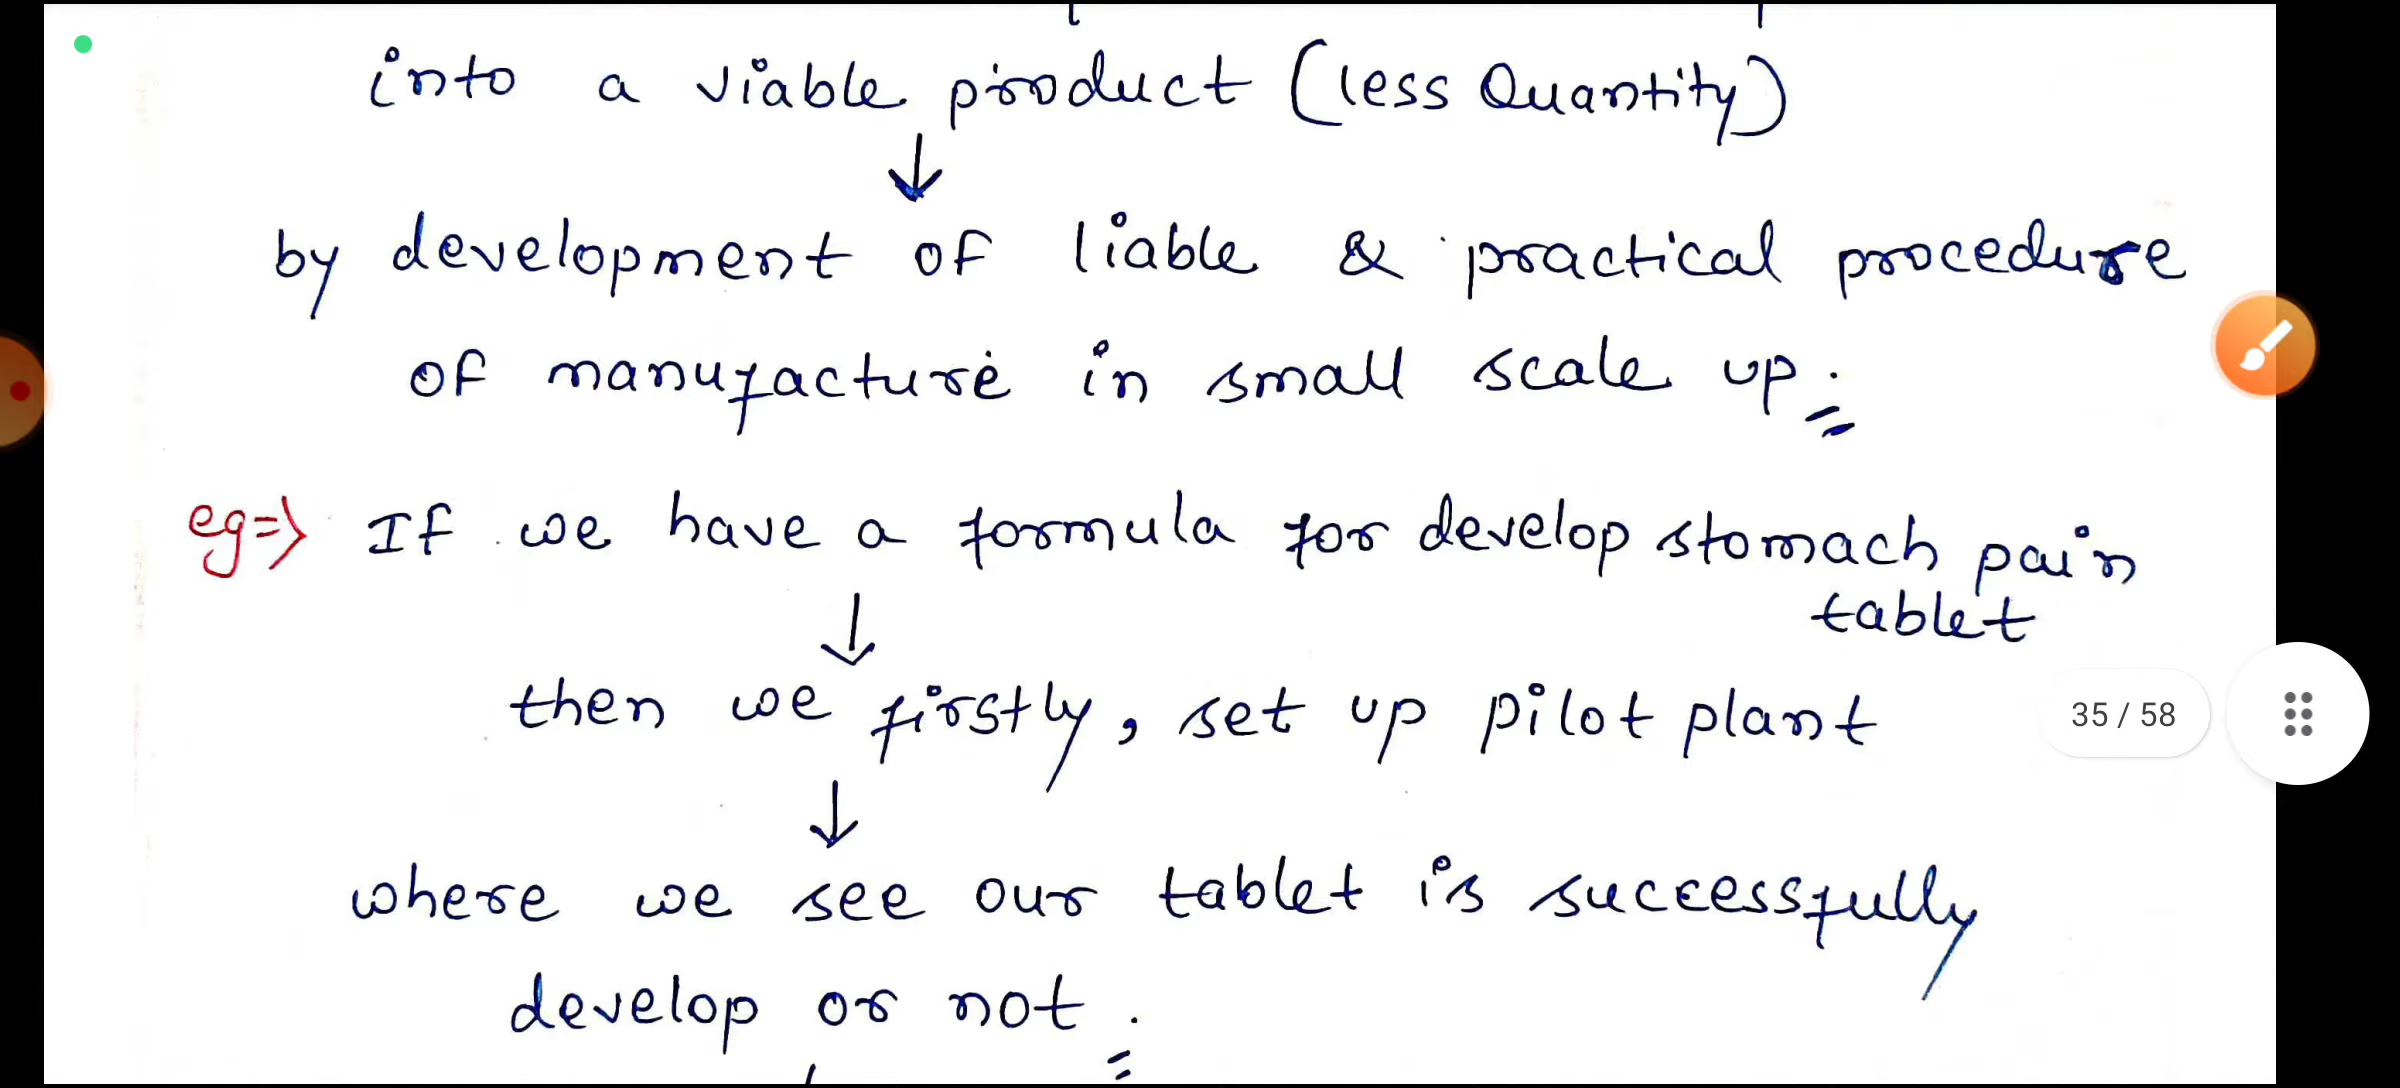 into a viable product (less Quantity)
↓
by development of liable & practical procedure
of manufacture in small scale up.
eg=> If we have a formula for develop stomach pain
tablet
↓
then we firstly, set up pilot plant
35 / 58
↓
where we see our tablet is successfully
develop or not.